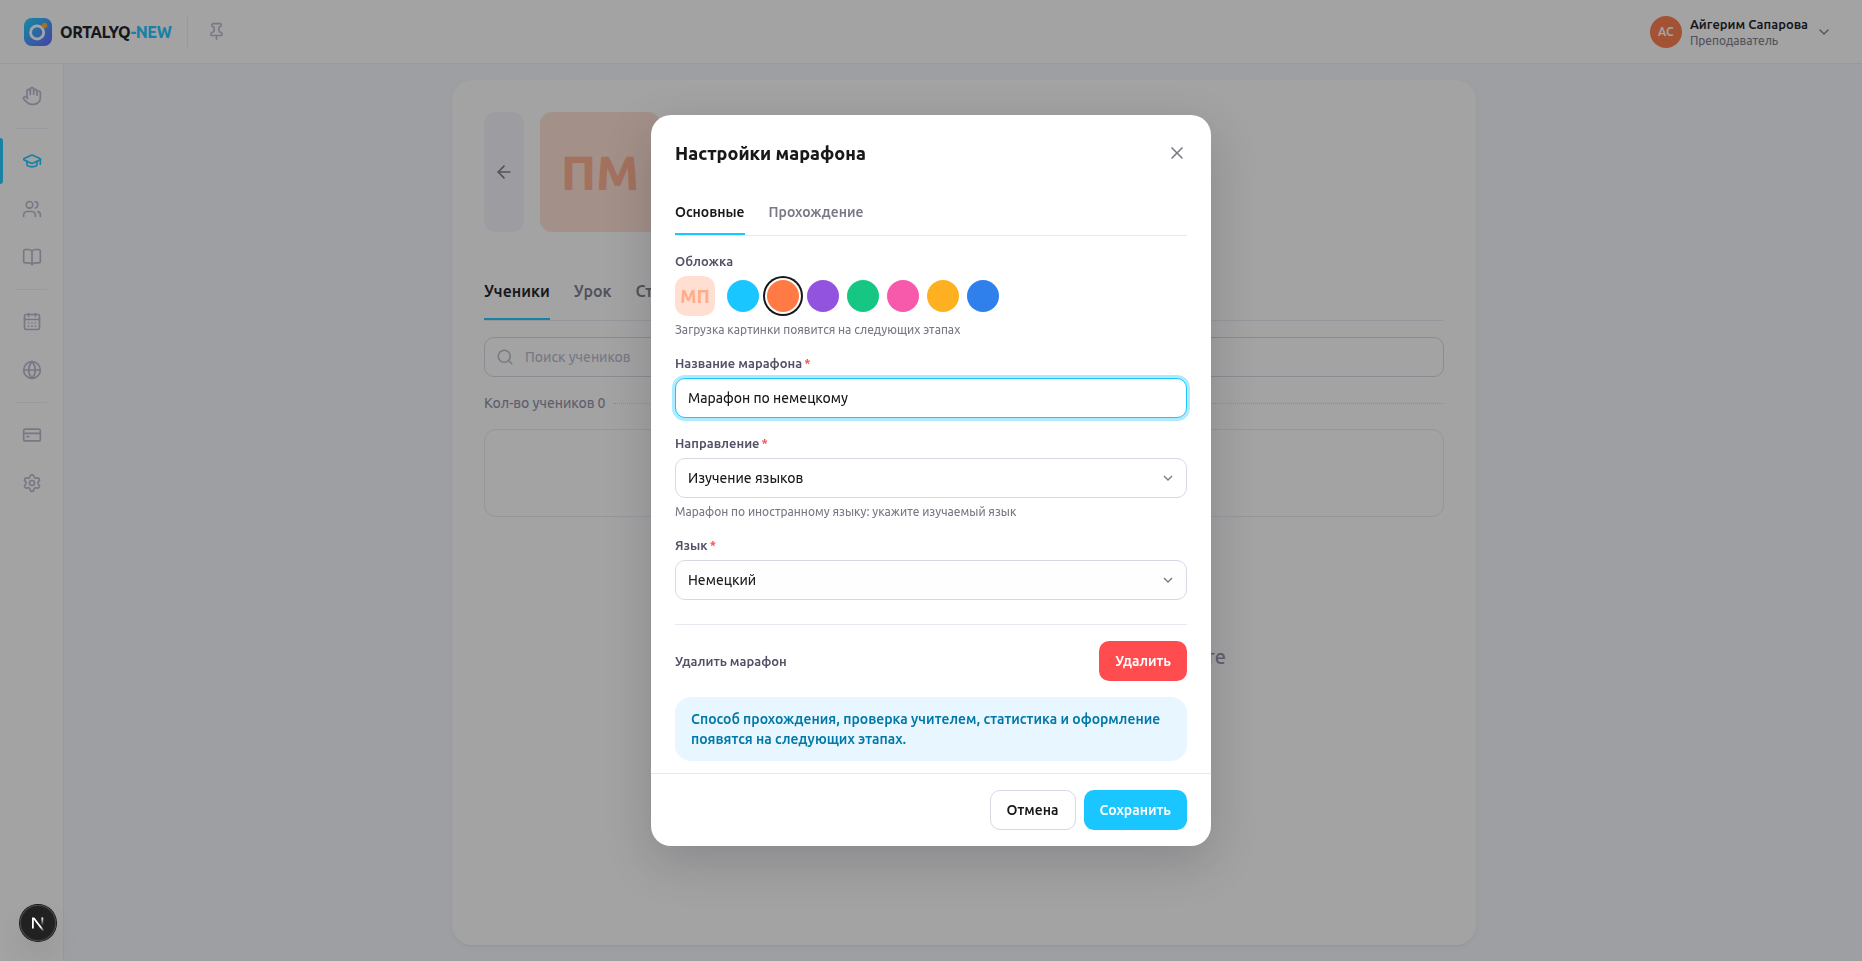 ORTALYQ-NEW
АС
Айгерим Сапарова
Преподаватель
ПМ
Ученики
Урок
Поиск учеников
Кол-во учеников 0
Настройки марафона
Основные
Прохождение
Обложка
МП
Загрузка картинки появится на следующих этапах
Название марафона *
Марафон по немецкому
Направление *
Изучение языков
Марафон по иностранному языку: укажите изучаемый язык
Язык *
Немецкий
Удалить марафон
Удалить
Способ прохождения, проверка учителем, статистика и оформление
появятся на следующих этапах.
Отмена
Сохранить
N